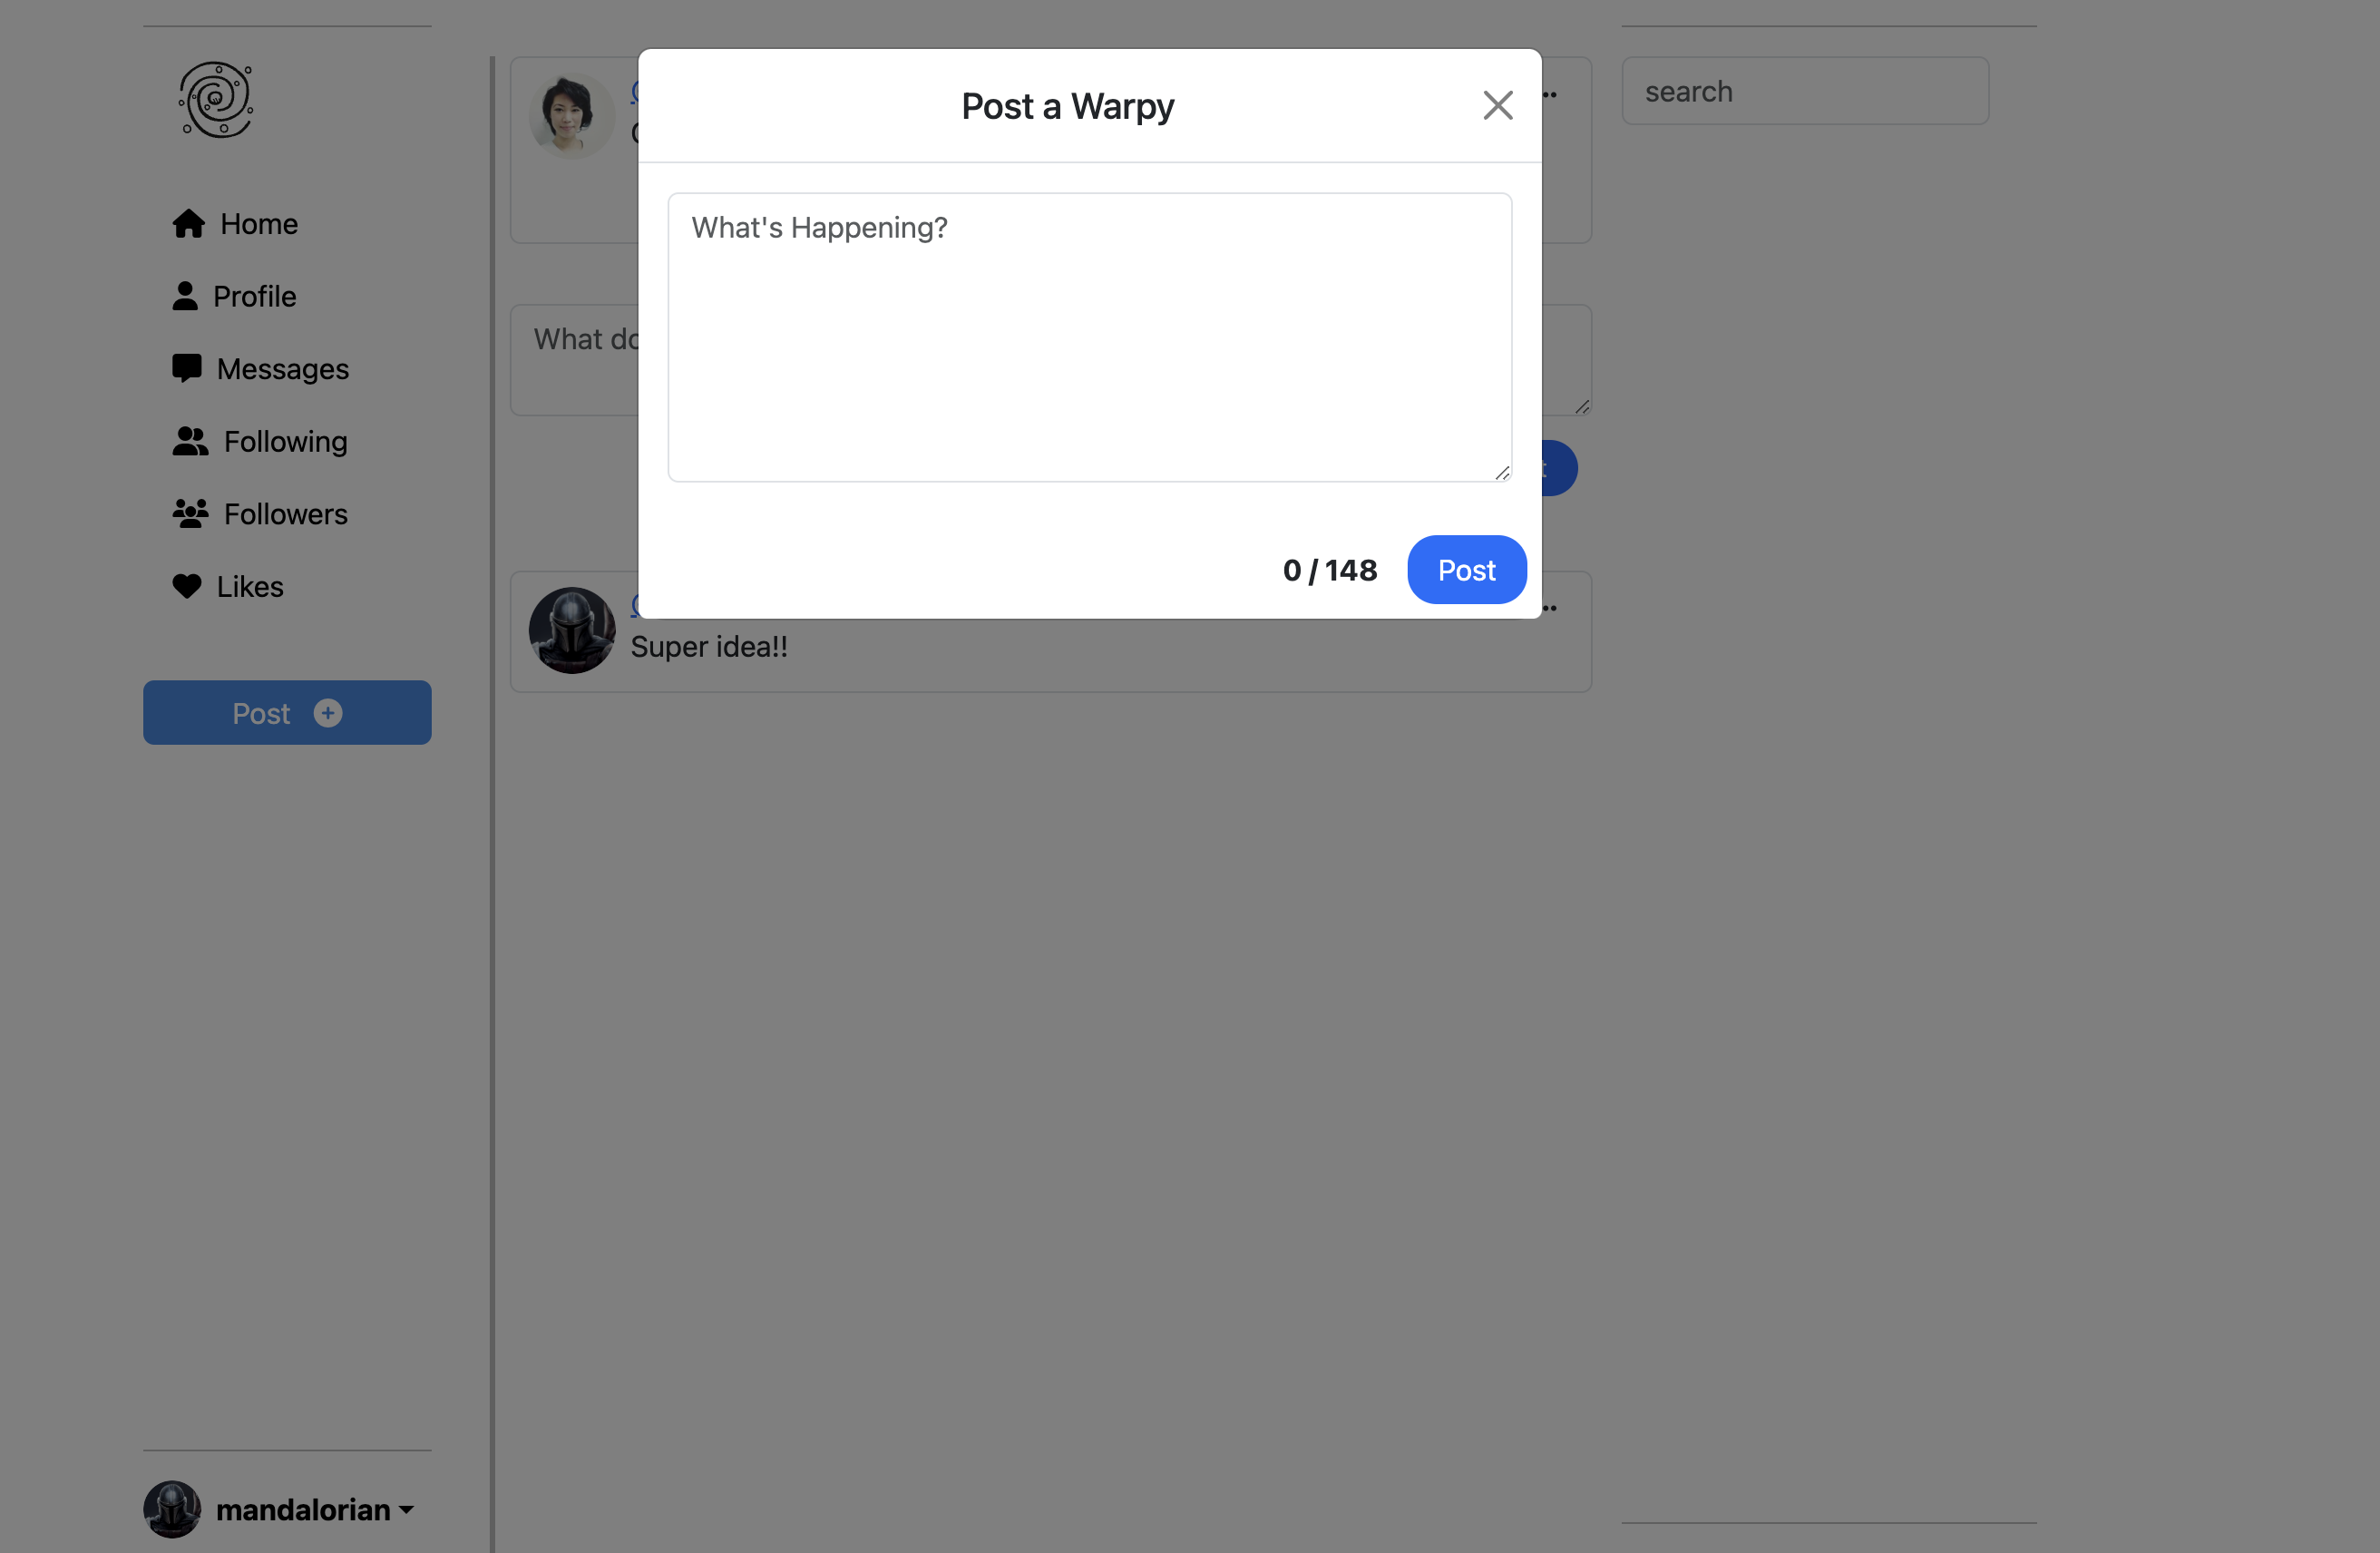 Home
Profile
Messages
Following
Followers
Likes
Post
mandalorian
Post a Warpy
What's Happening?
0 / 148
Post
What
Super idea!!
search